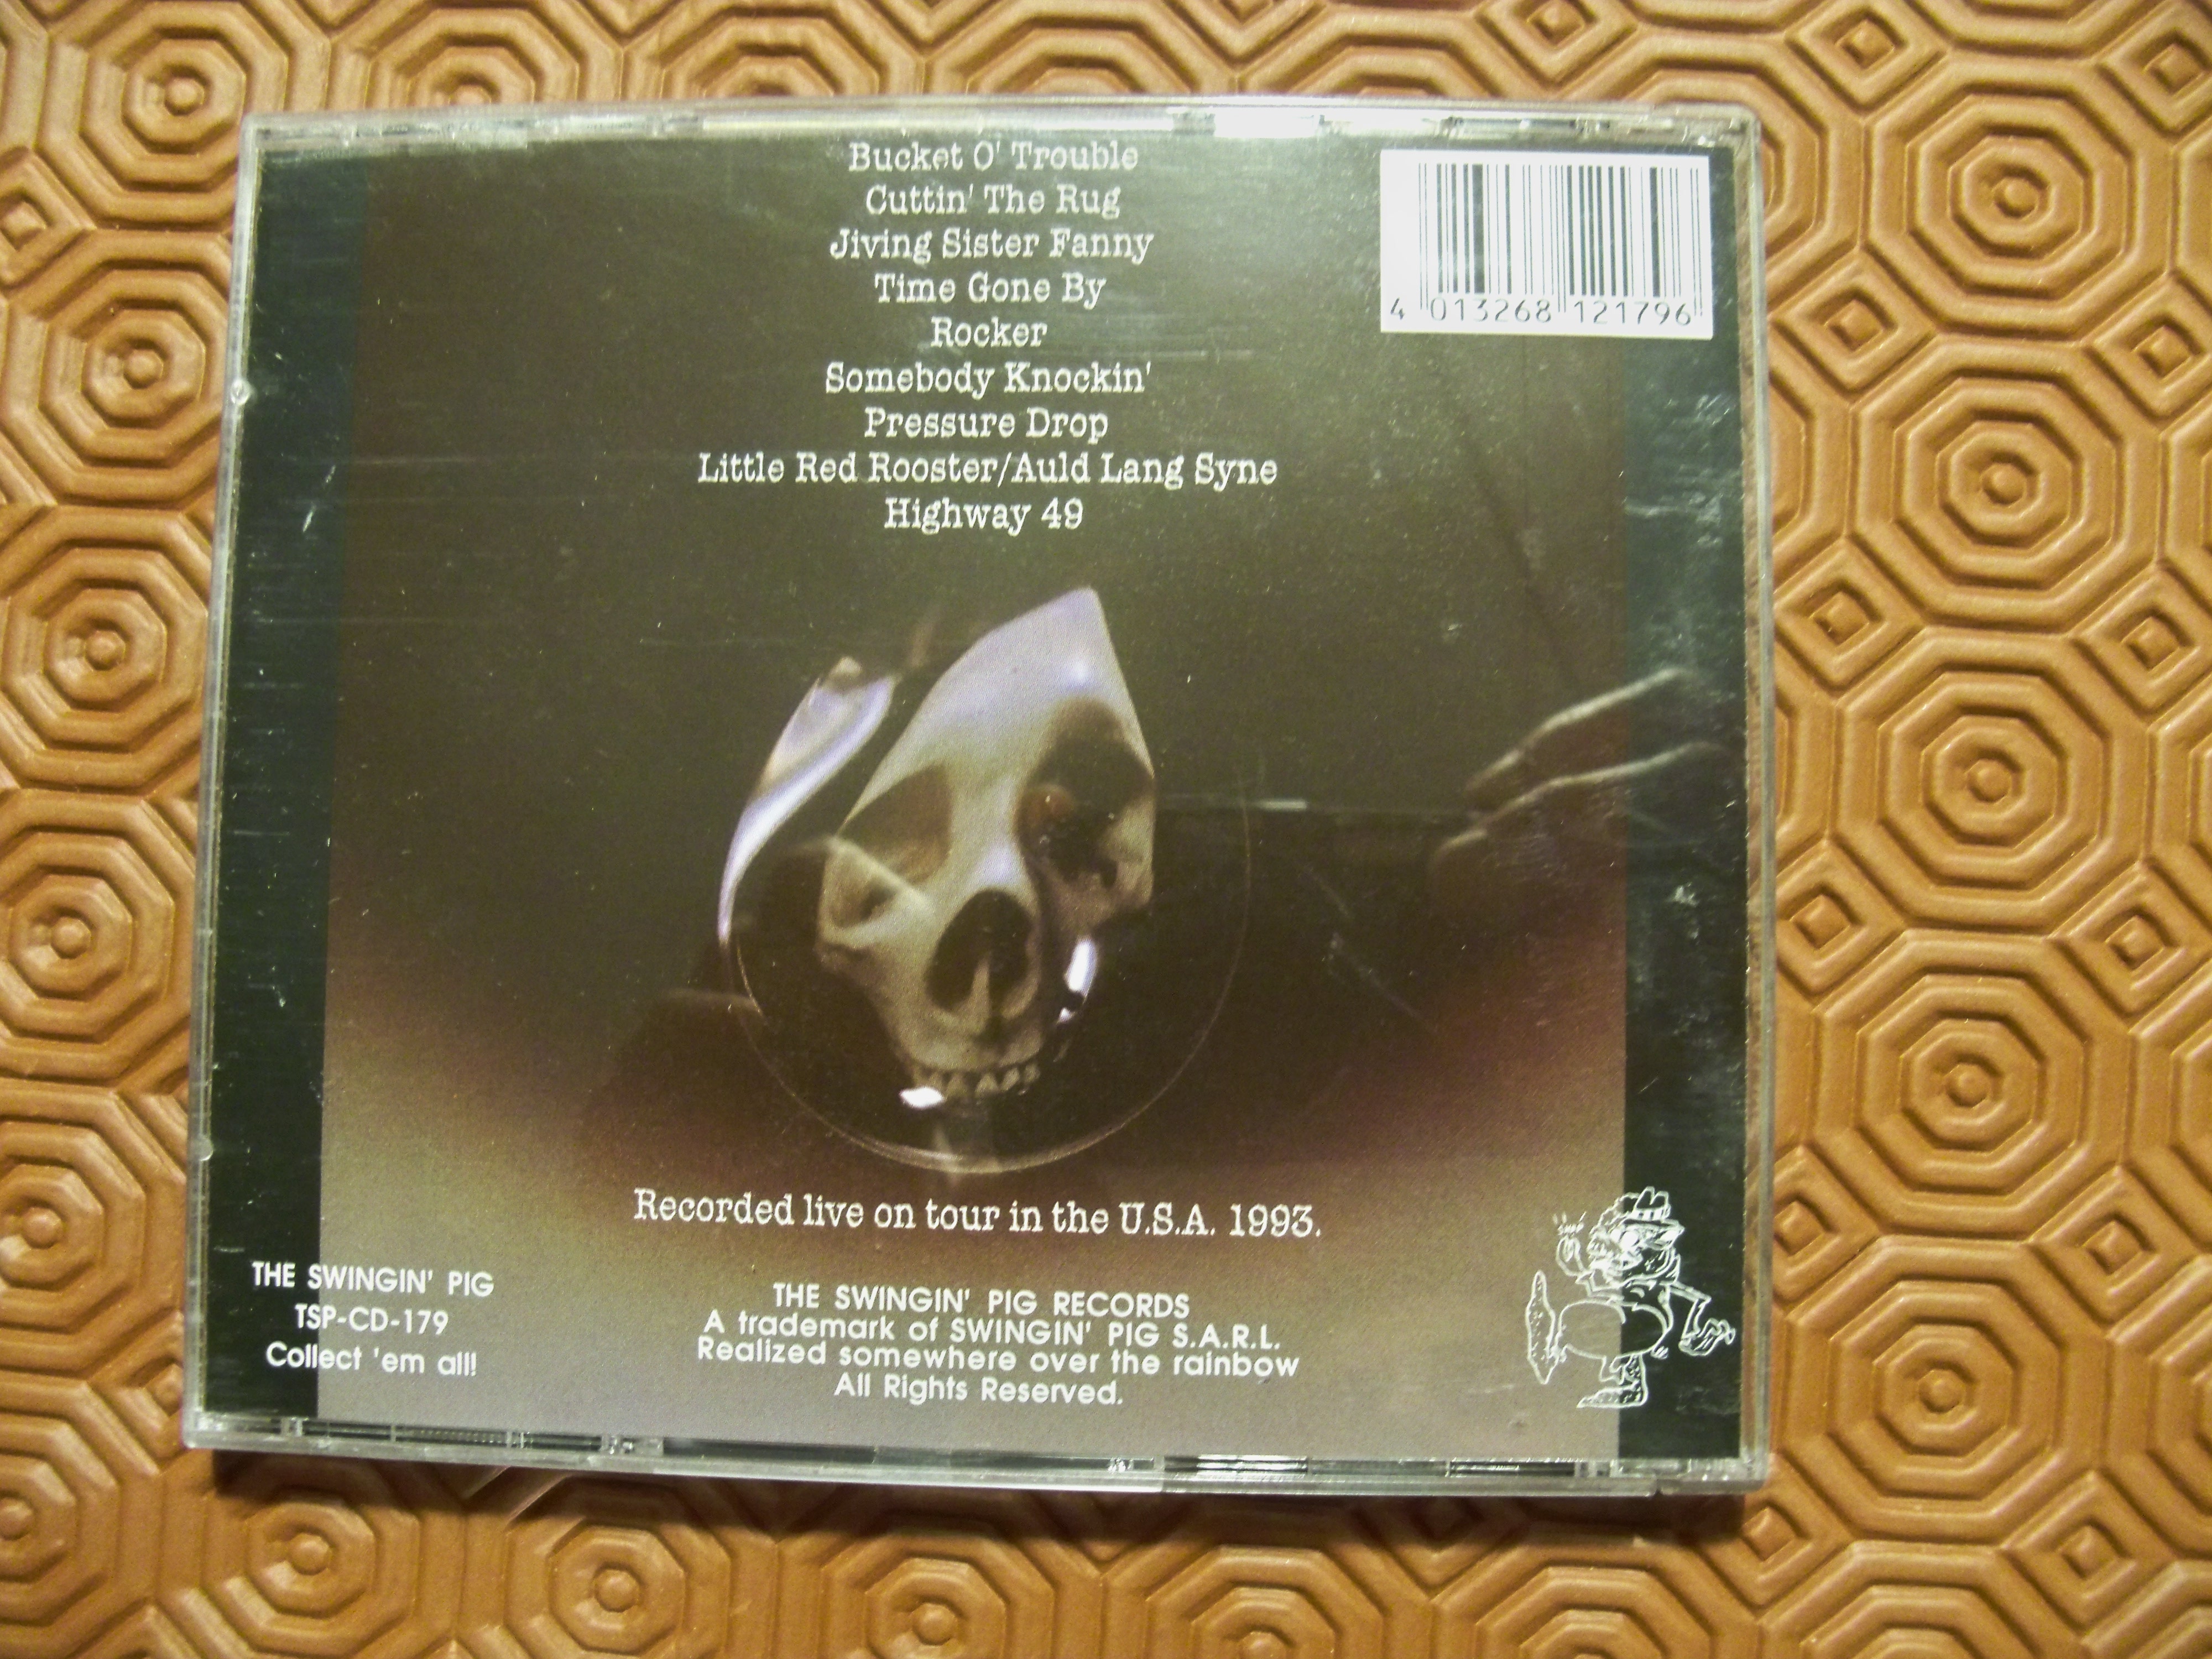 Bucket O' Trouble
Cuttin' The Rug
Jiving Sister Fanny
Time Gone By
Rocker
Somebody Knockin'
Pressure Drop
Little Red Rooster/Auld Lang Syne
Highway 49
4 013268 121796
Recorded live on tour in the U.S.A. 1993.
THE SWINGIN' PIG
TSP-CD-179
Collect 'em all!
THE SWINGIN' PIG RECORDS
A trademark of SWINGIN' PIG S.A.R.L.
Realized somewhere over the rainbow
All Rights Reserved.